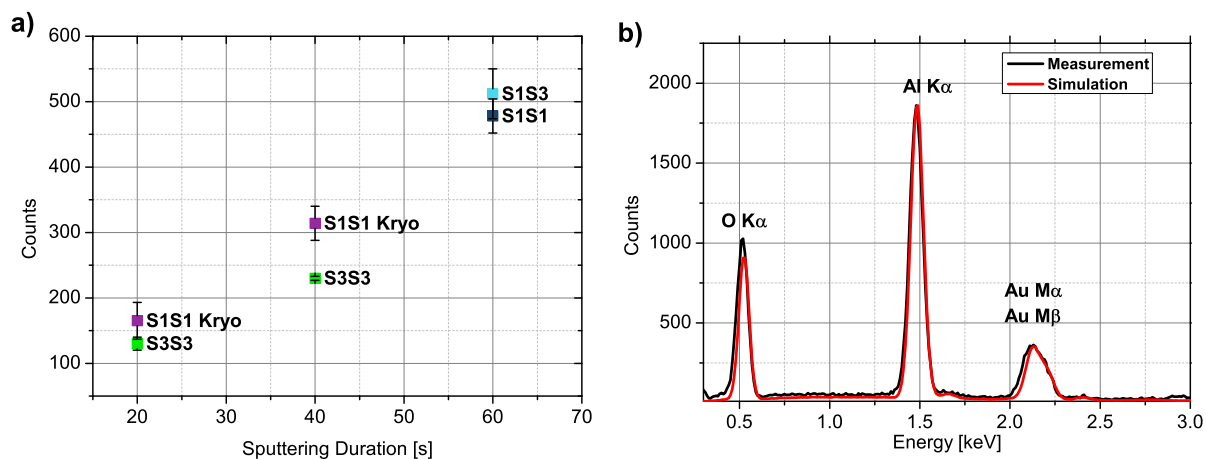 a)
600
500
400
300
200
100
Counts
S1S3
S1S1
S1S1 Kryo
S3S3
S1S1 Kryo
S3S3
20 30 40 50 60 70
Sputtering Duration [s]
b)
2000
1500
1000
500
Counts
Measurement
Simulation
Al Kα
O Kα
Au Mα
Au Mβ
0.5 1.0 1.5 2.0 2.5 3.0
Energy [keV]